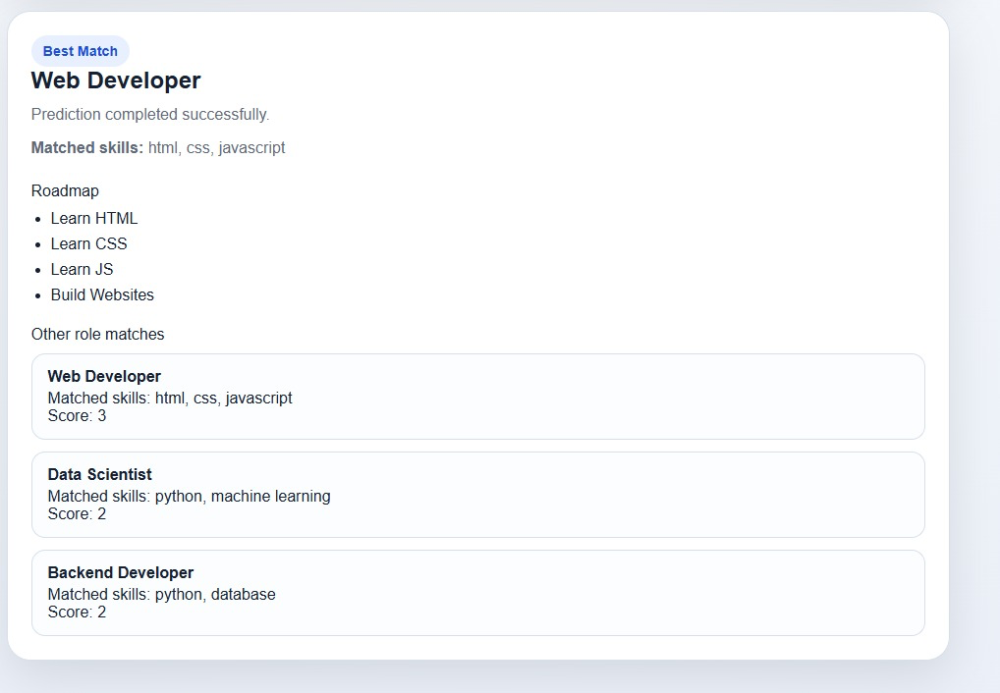 Best Match
Web Developer
Prediction completed successfully.
Matched skills: html, css, javascript
Roadmap
Learn HTML
Learn CSS
Learn JS
Build Websites
Other role matches
Web Developer
Matched skills: html, css, javascript
Score: 3
Data Scientist
Matched skills: python, machine learning
Score: 2
Backend Developer
Matched skills: python, database
Score: 2